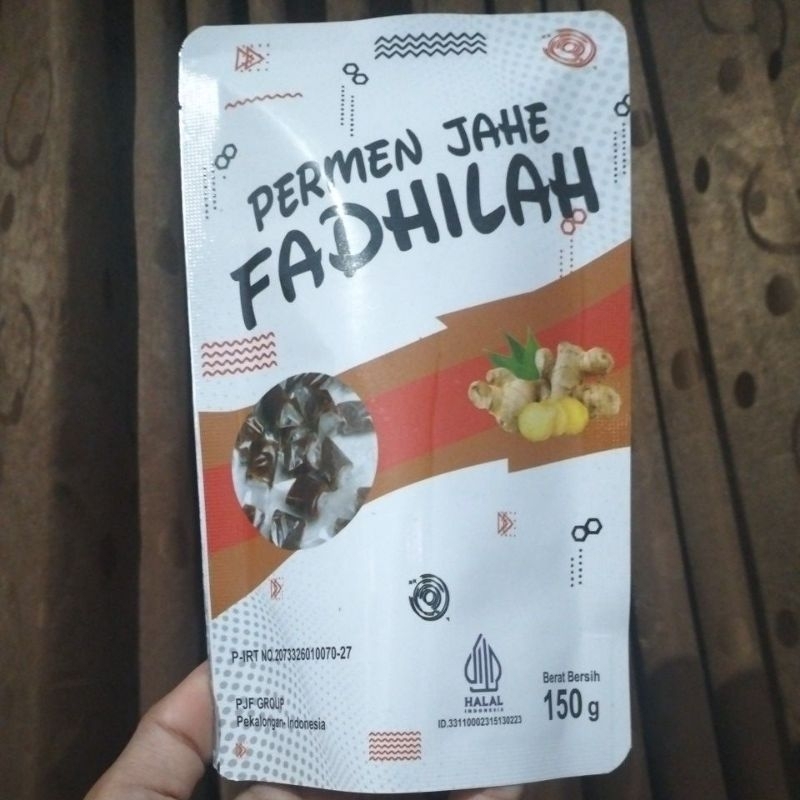 PERMEN JAHE
FADHILAH
P-IRT NO.2073326010070-27
PJF GROUP
Pekalongan- Indonesia
HALAL
INDONESIA
ID.33110002315130223
Berat Bersih
150 g